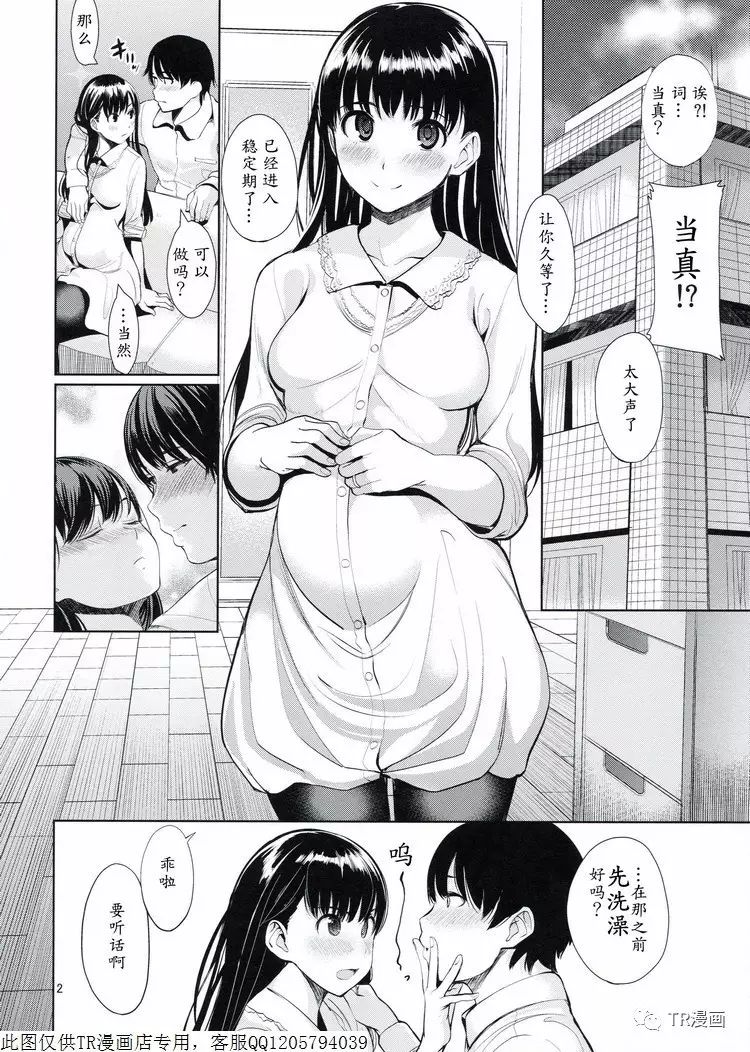 诶?!
词…
当真?
当真!?
太大声了
让你久等了…
已经进入
稳定期了…
那么
可以
做吗?
…当然
…在那之前
先洗澡
好吗?
呜
乖啦
要听话啊
2
TR漫画
此图仅供TR漫画店专用，客服QQ1205794039